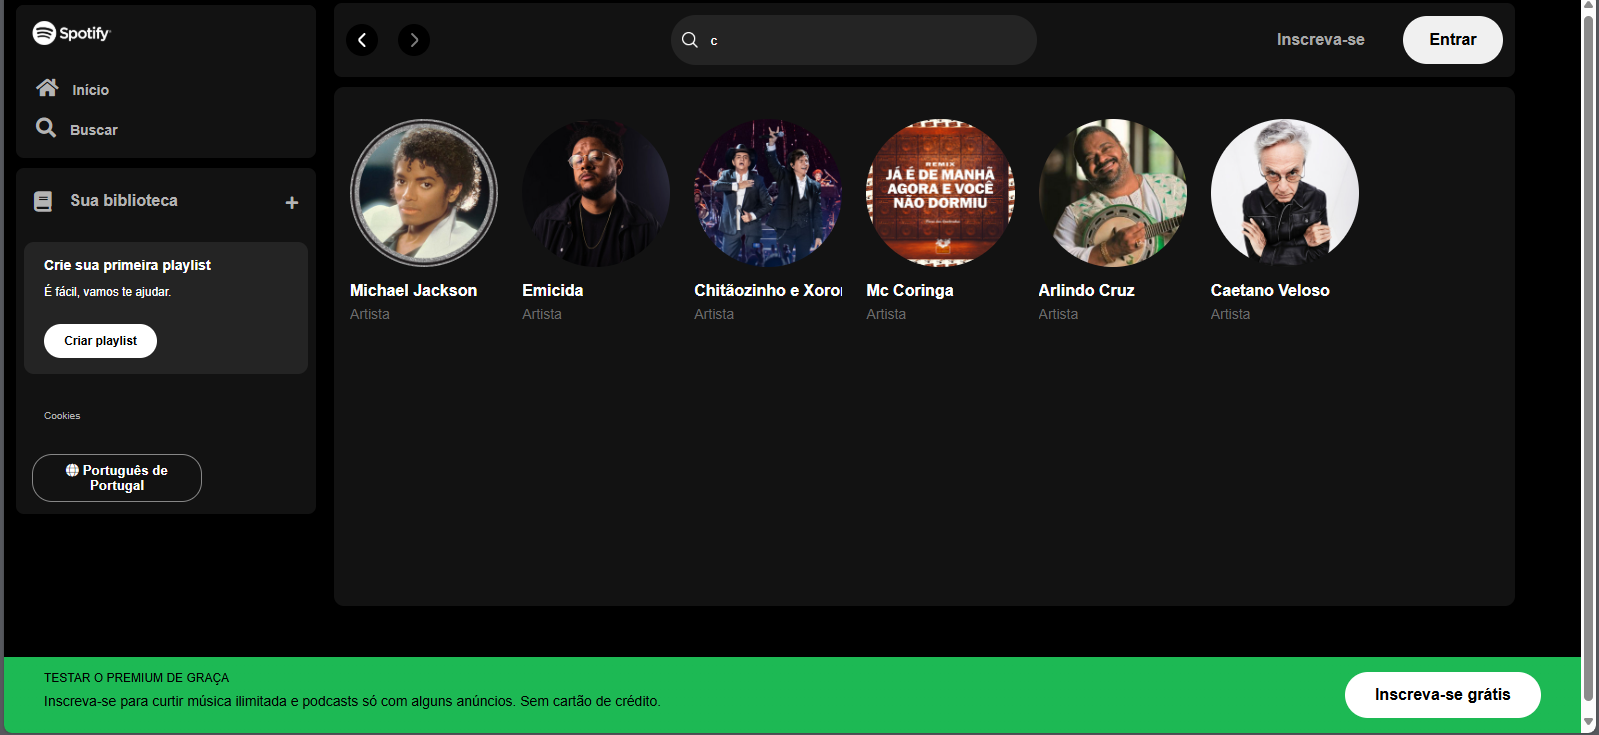 Spotify
Início
Buscar
Sua biblioteca
+
Crie sua primeira playlist
É fácil, vamos te ajudar.
Criar playlist
Cookies
Português de
Portugal
c
Inscreva-se
Entrar
REMIX
JÁ É DE MANHÃ
AGORA E VOCÊ
NÃO DORMIU
Michael Jackson
Artista
Emicida
Artista
Chitãozinho e Xoror
Artista
Mc Coringa
Artista
Arlindo Cruz
Artista
Caetano Veloso
Artista
TESTAR O PREMIUM DE GRAÇA
Inscreva-se para curtir música ilimitada e podcasts só com alguns anúncios. Sem cartão de crédito.
Inscreva-se grátis